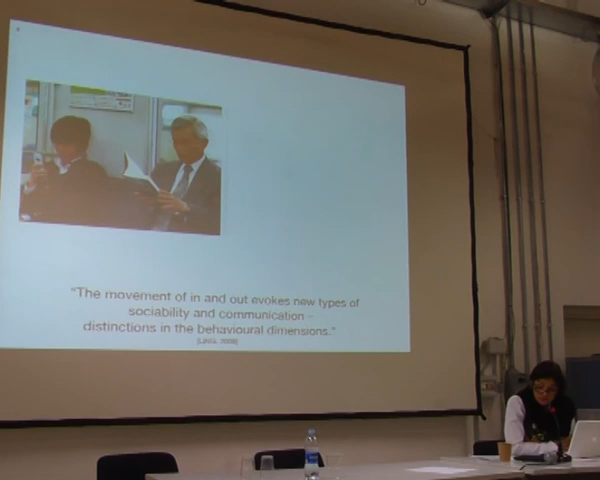 "The movement of in and out evokes new types of
sociability and communication –
distinctions in the behavioural dimensions."